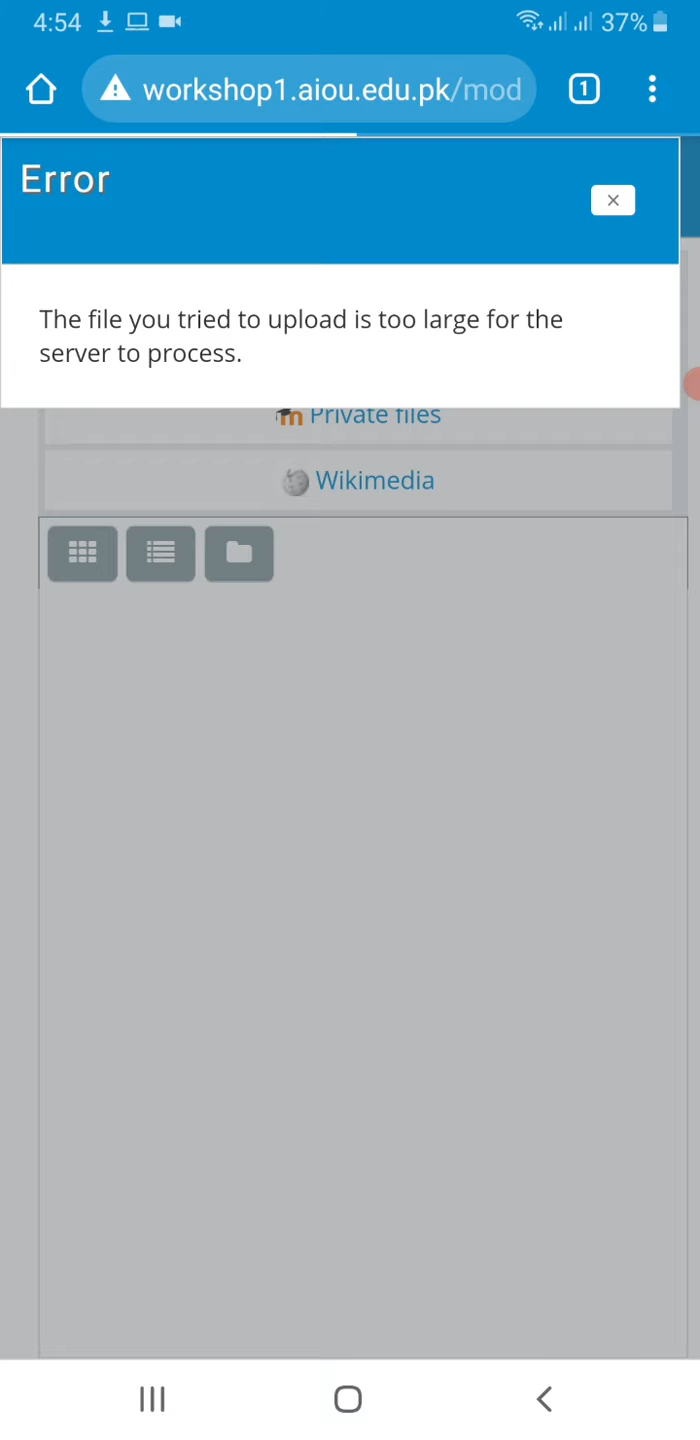 4:54
37%
workshop1.aiou.edu.pk/mod
1
Error
The file you tried to upload is too large for the
server to process.
Private files
Wikimedia